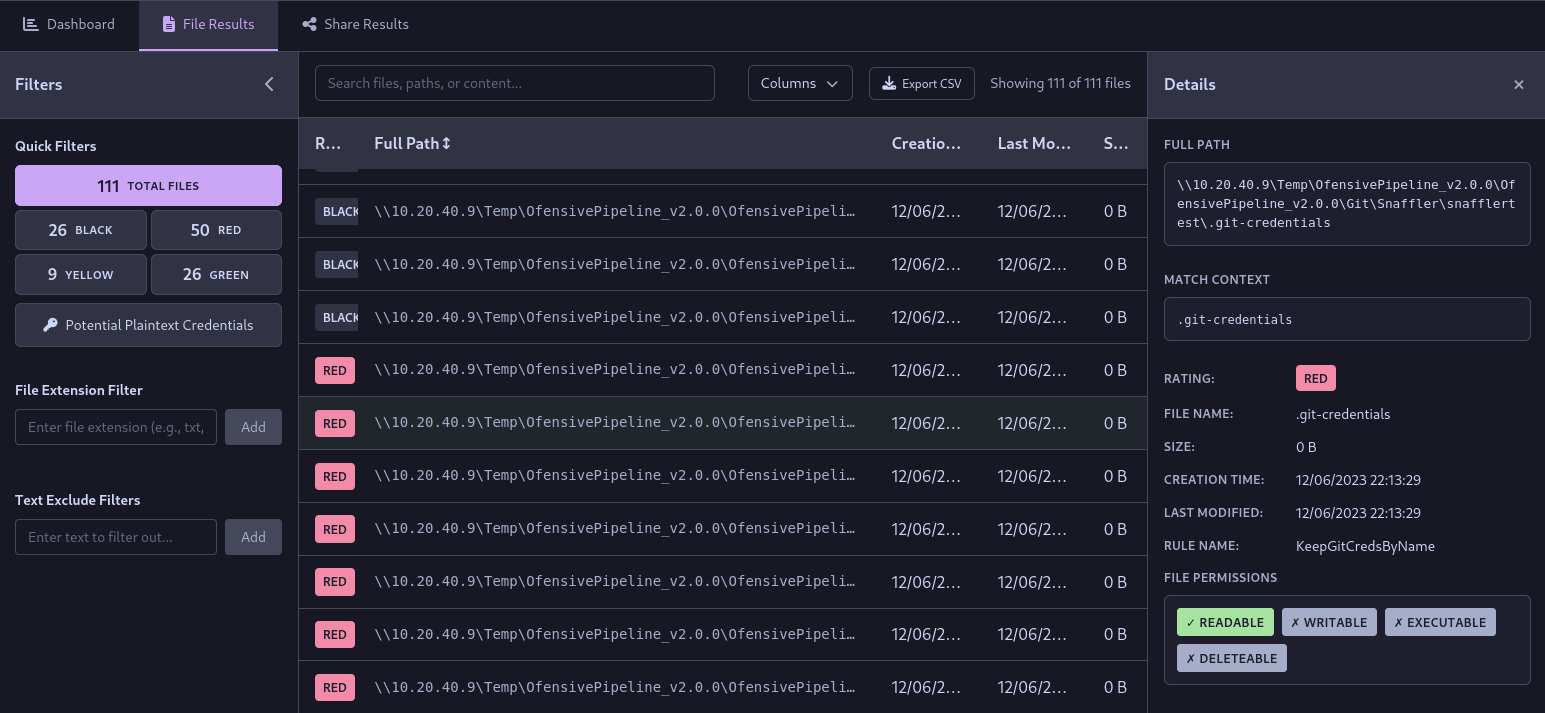 Dashboard
File Results
Share Results
Filters
Search files, paths, or content...
Columns
Export CSV
Showing 111 of 111 files
Details
Quick Filters
111 TOTAL FILES
26 BLACK
50 RED
9 YELLOW
26 GREEN
Potential Plaintext Credentials
File Extension Filter
Enter file extension (e.g., txt,
Add
Text Exclude Filters
Enter text to filter out...
Add
R... Full Path Creatio... Last Mo... S...
BLACK \\10.20.40.9\Temp\OfensivePipeline_v2.0.0\OfensivePipeli… 12/06/2... 12/06/2... 0 B
BLACK \\10.20.40.9\Temp\OfensivePipeline_v2.0.0\OfensivePipeli… 12/06/2... 12/06/2... 0 B
BLACK \\10.20.40.9\Temp\OfensivePipeline_v2.0.0\OfensivePipeli… 12/06/2... 12/06/2... 0 B
RED \\10.20.40.9\Temp\OfensivePipeline_v2.0.0\OfensivePipeli… 12/06/2... 12/06/2... 0 B
RED \\10.20.40.9\Temp\OfensivePipeline_v2.0.0\OfensivePipeli… 12/06/2... 12/06/2... 0 B
RED \\10.20.40.9\Temp\OfensivePipeline_v2.0.0\OfensivePipeli… 12/06/2... 12/06/2... 0 B
RED \\10.20.40.9\Temp\OfensivePipeline_v2.0.0\OfensivePipeli… 12/06/2... 12/06/2... 0 B
RED \\10.20.40.9\Temp\OfensivePipeline_v2.0.0\OfensivePipeli… 12/06/2... 12/06/2... 0 B
RED \\10.20.40.9\Temp\OfensivePipeline_v2.0.0\OfensivePipeli… 12/06/2... 12/06/2... 0 B
RED \\10.20.40.9\Temp\OfensivePipeline_v2.0.0\OfensivePipeli… 12/06/2... 12/06/2... 0 B
FULL PATH
\\10.20.40.9\Temp\OfensivePipeline_v2.0.0\Of
ensivePipeline_v2.0.0\Git\Snaffler\snafflert
est\.git-credentials
MATCH CONTEXT
.git-credentials
RATING: RED
FILE NAME: .git-credentials
SIZE: 0 B
CREATION TIME: 12/06/2023 22:13:29
LAST MODIFIED: 12/06/2023 22:13:29
RULE NAME: KeepGitCredsByName
FILE PERMISSIONS
✓ READABLE ✗ WRITABLE ✗ EXECUTABLE
✗ DELETEABLE